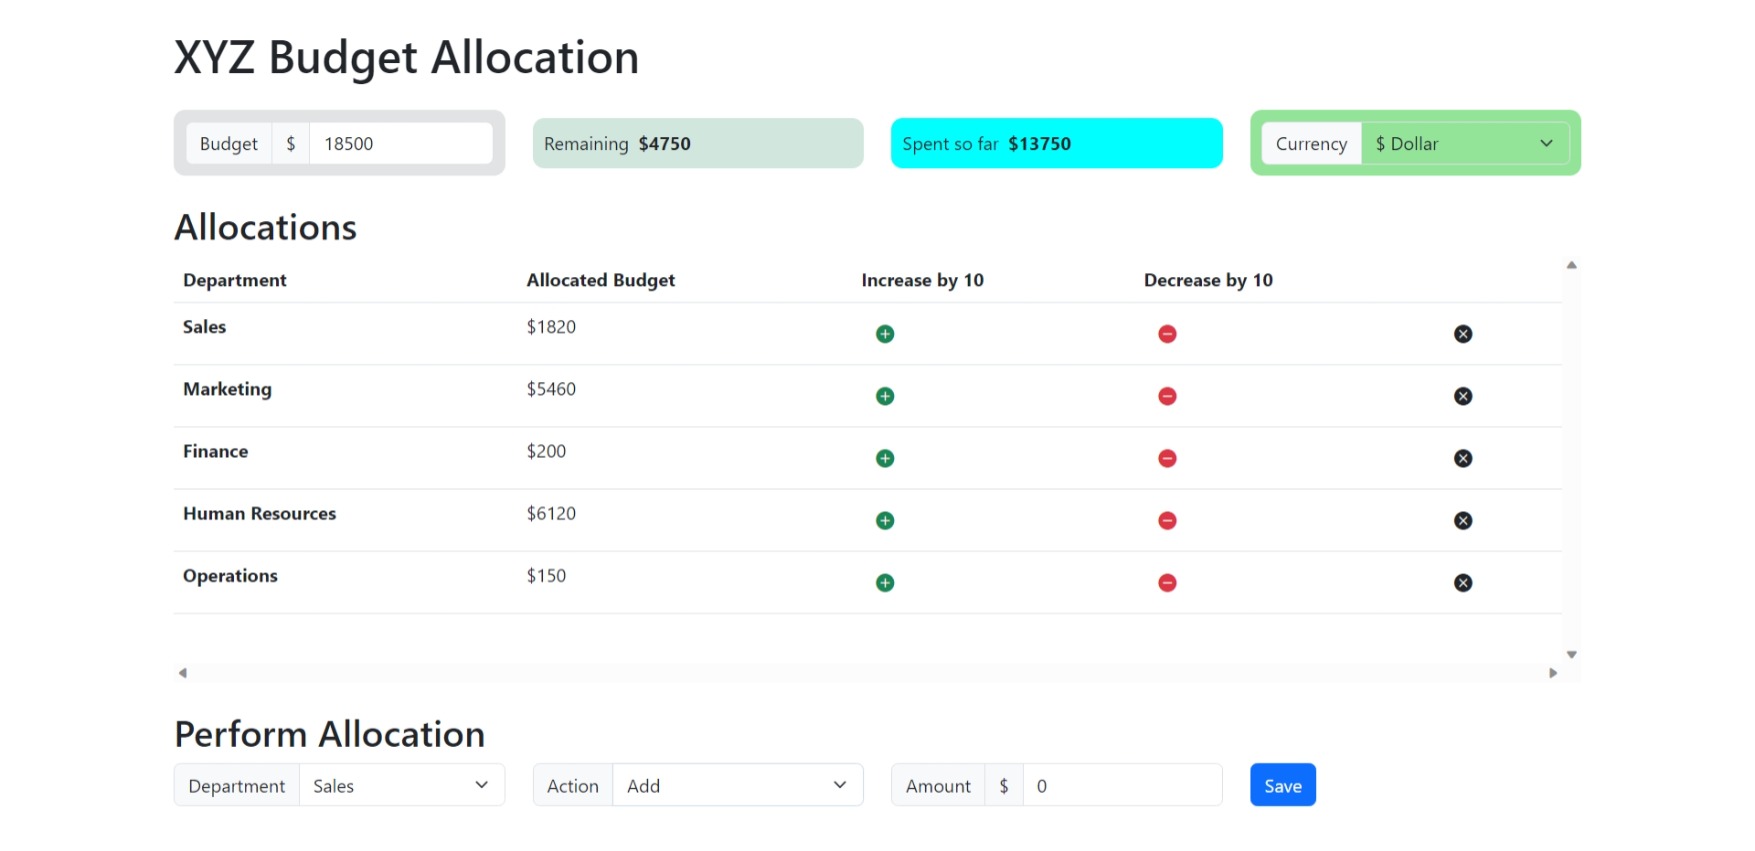 XYZ Budget Allocation
Budget $ 18500 Remaining $4750 Spent so far $13750 Currency $ Dollar
Allocations
Department Allocated Budget Increase by 10 Decrease by 10
Sales $1820
Marketing $5460
Finance $200
Human Resources $6120
Operations $150
Perform Allocation
Department Sales Action Add Amount $ 0 Save